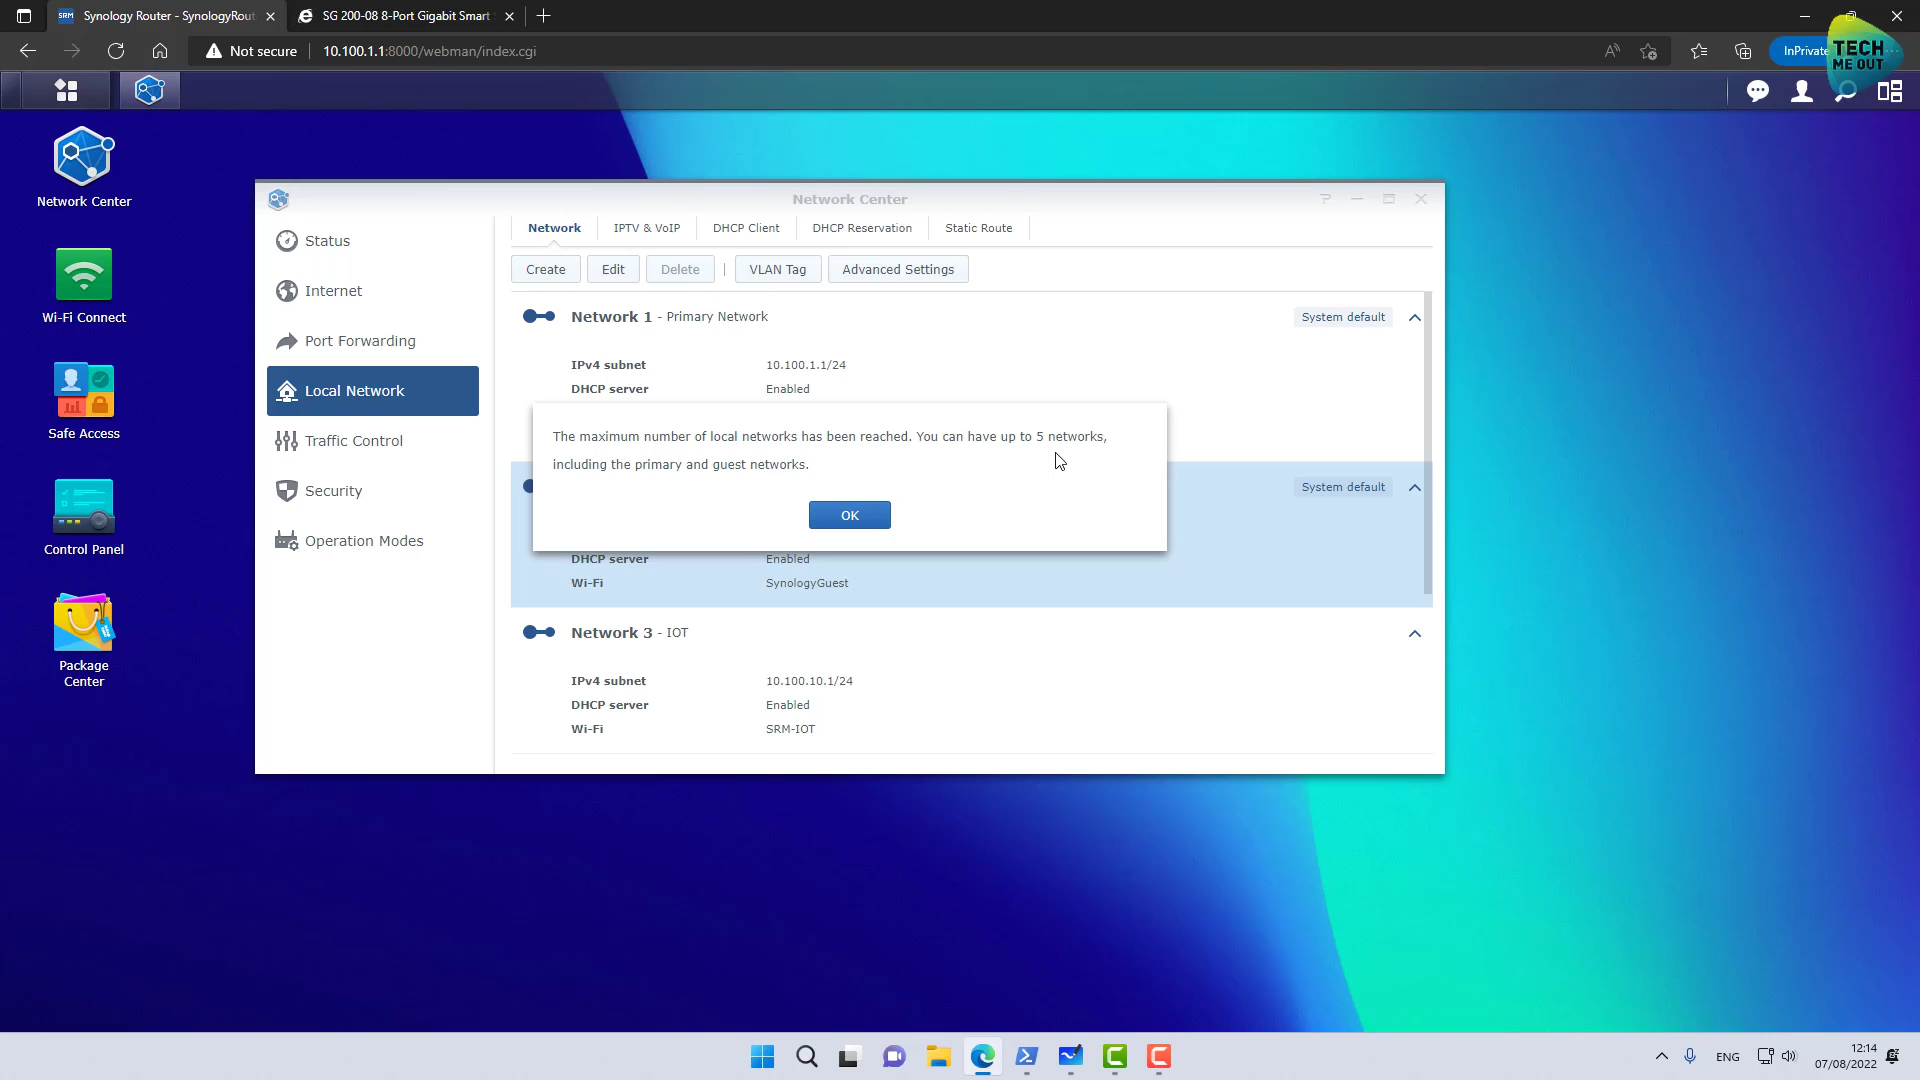 Synology Router - SynologyRout
SG 200-08 8-Port Gigabit Smart
Not secure
10.100.1.1:8000/webman/index.cgi
InPrivate
TECH
ME OUT
Network Center
Wi-Fi Connect
Safe Access
Control Panel
Package
Center
Network Center
Status
Internet
Port Forwarding
Local Network
Traffic Control
Security
Operation Modes
Network
IPTV & VoIP
DHCP Client
DHCP Reservation
Static Route
Create
Edit
Delete
VLAN Tag
Advanced Settings
Network 1 - Primary Network
System default
IPv4 subnet 10.100.1.1/24
DHCP server Enabled
The maximum number of local networks has been reached. You can have up to 5 networks,
including the primary and guest networks.
OK
System default
DHCP server Enabled
Wi-Fi SynologyGuest
Network 3 - IOT
IPv4 subnet 10.100.10.1/24
DHCP server Enabled
Wi-Fi SRM-IOT
ENG
12:14
07/08/2022